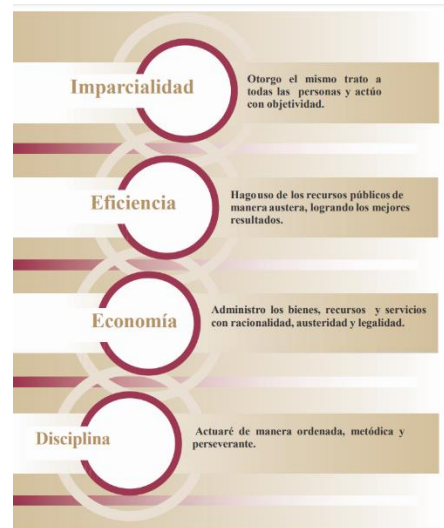 Imparcialidad
Otorgo el mismo trato a
todas las personas y actúo
con objetividad.
Eficiencia
Hago uso de los recursos públicos de
manera austera, logrando los mejores
resultados.
Economía
Administro los bienes, recursos y servicios
con racionalidad, austeridad y legalidad.
Disciplina
Actuaré de manera ordenada, metódica y
perseverante.